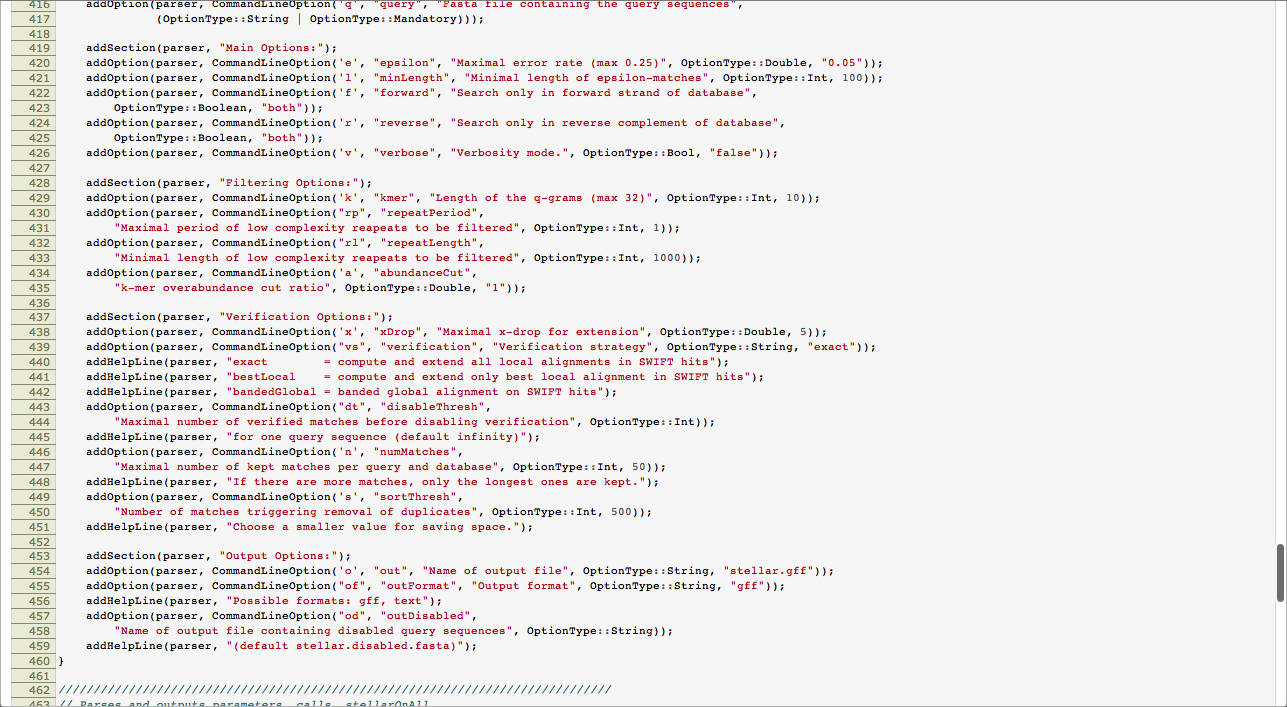 416     addOption(parser, CommandLineOption('q', "query", "Fasta file containing the query sequences",
417               (OptionType::String | OptionType::Mandatory)));
418
419     addSection(parser, "Main Options:");
420     addOption(parser, CommandLineOption('e', "epsilon", "Maximal error rate (max 0.25)", OptionType::Double, "0.05"));
421     addOption(parser, CommandLineOption('l', "minLength", "Minimal length of epsilon-matches", OptionType::Int, 100));
422     addOption(parser, CommandLineOption('f', "forward", "Search only in forward strand of database",
423         OptionType::Boolean, "both"));
424     addOption(parser, CommandLineOption('r', "reverse", "Search only in reverse complement of database",
425         OptionType::Boolean, "both"));
426     addOption(parser, CommandLineOption('v', "verbose", "Verbosity mode.", OptionType::Bool, "false"));
427
428     addSection(parser, "Filtering Options:");
429     addOption(parser, CommandLineOption('k', "kmer", "Length of the q-grams (max 32)", OptionType::Int, 10));
430     addOption(parser, CommandLineOption("rp", "repeatPeriod",
431         "Maximal period of low complexity reapeats to be filtered", OptionType::Int, 1));
432     addOption(parser, CommandLineOption("rl", "repeatLength",
433         "Minimal length of low complexity reapeats to be filtered", OptionType::Int, 1000));
434     addOption(parser, CommandLineOption('a', "abundanceCut",
435         "k-mer overabundance cut ratio", OptionType::Double, "1"));
436
437     addSection(parser, "Verification Options:");
438     addOption(parser, CommandLineOption('x', "xDrop", "Maximal x-drop for extension", OptionType::Double, 5));
439     addOption(parser, CommandLineOption("vs", "verification", "Verification strategy", OptionType::String, "exact"));
440     addHelpLine(parser, "exact        = compute and extend all local alignments in SWIFT hits");
441     addHelpLine(parser, "bestLocal    = compute and extend only best local alignment in SWIFT hits");
442     addHelpLine(parser, "bandedGlobal = banded global alignment on SWIFT hits");
443     addOption(parser, CommandLineOption("dt", "disableThresh",
444         "Maximal number of verified matches before disabling verification", OptionType::Int));
445     addHelpLine(parser, "for one query sequence (default infinity)");
446     addOption(parser, CommandLineOption('n', "numMatches",
447         "Maximal number of kept matches per query and database", OptionType::Int, 50));
448     addHelpLine(parser, "If there are more matches, only the longest ones are kept.");
449     addOption(parser, CommandLineOption('s', "sortThresh",
450         "Number of matches triggering removal of duplicates", OptionType::Int, 500));
451     addHelpLine(parser, "Choose a smaller value for saving space.");
452
453     addSection(parser, "Output Options:");
454     addOption(parser, CommandLineOption('o', "out", "Name of output file", OptionType::String, "stellar.gff"));
455     addOption(parser, CommandLineOption("of", "outFormat", "Output format", OptionType::String, "gff"));
456     addHelpLine(parser, "Possible formats: gff, text");
457     addOption(parser, CommandLineOption("od", "outDisabled",
458         "Name of output file containing disabled query sequences", OptionType::String));
459     addHelpLine(parser, "(default stellar.disabled.fasta)");
460 }
461
462 ///////////////////////////////////////////////////////////////////////////////
463 // Parses and outputs parameters, calls _stellarOnAll